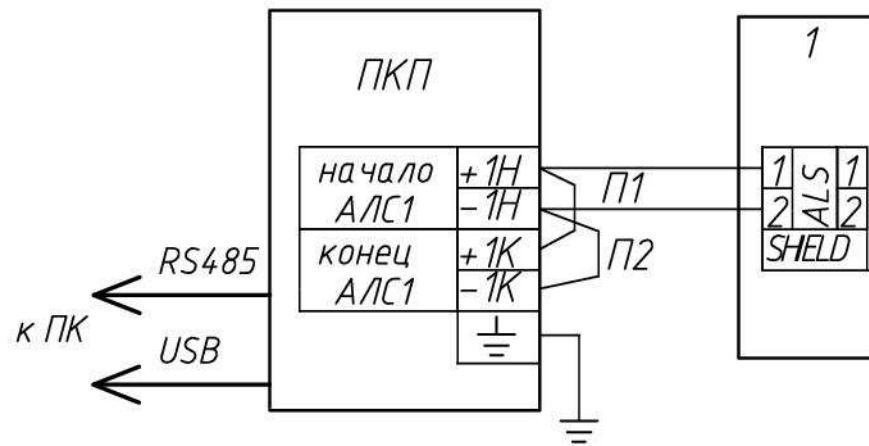 ПКП
начало
АЛС1
+1Н
-1Н
конец
АЛС1
+1К
-1К
П1
П2
RS485
к ПК
USB
1
1 ALS 1
2 2
SHELD